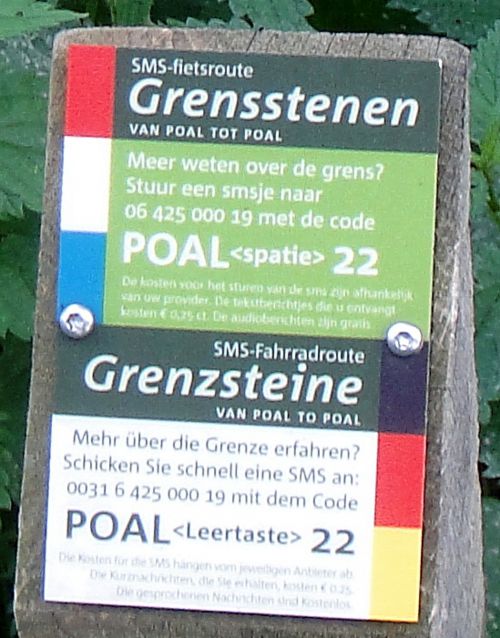 SMS-fietsroute
Grensstenen
VAN POAL TOT POAL
Meer weten over de grens?
Stuur een smsje naar
06 425 000 19 met de code
POAL<spatie> 22
De kosten voor het sturen van de sms zijn afhankelijk
van uw provider. De tekstberichtjes die u ontvangt
kosten € 0,25 ct. De audioberichten zijn gratis
SMS-Fahrradroute
Grenzsteine
VAN POAL TO POAL
Mehr über die Grenze erfahren?
Schicken Sie schnell eine SMS an:
0031 6 425 000 19 mit dem Code
POAL<Leertaste> 22
Die Kosten für die SMS hängen vom jeweiligen Anbieter ab.
Die Kurznachrichten, die Sie erhalten, kosten € 0,25.
Die gesprochenen Nachrichten sind Kostenlos.